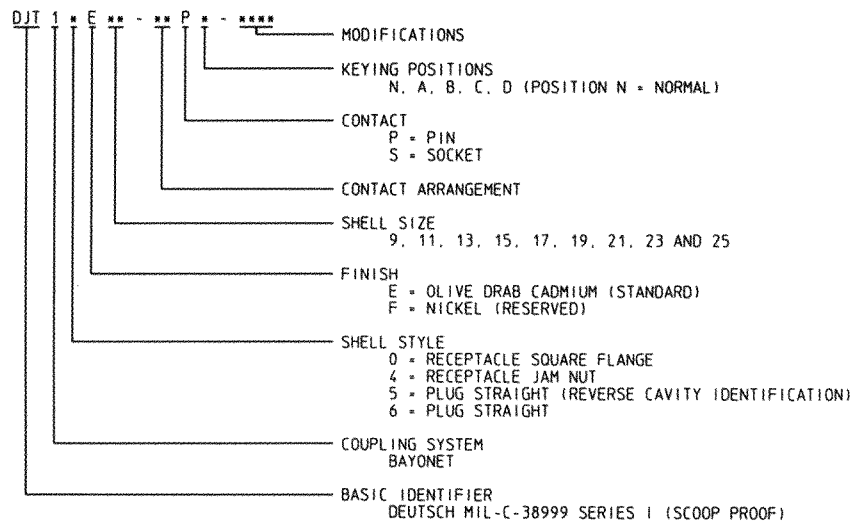 DJT 1 * E ** - ** P * - ****
MODIFICATIONS
KEYING POSITIONS
N, A, B, C, D (POSITION N = NORMAL)
CONTACT
P = PIN
S = SOCKET
CONTACT ARRANGEMENT
SHELL SIZE
9, 11, 13, 15, 17, 19, 21, 23 AND 25
FINISH
E = OLIVE DRAB CADMIUM (STANDARD)
F = NICKEL (RESERVED)
SHELL STYLE
0 = RECEPTACLE SQUARE FLANGE
4 = RECEPTACLE JAM NUT
5 = PLUG STRAIGHT (REVERSE CAVITY IDENTIFICATION)
6 = PLUG STRAIGHT
COUPLING SYSTEM
BAYONET
BASIC IDENTIFIER
DEUTSCH MIL-C-38999 SERIES I (SCOOP PROOF)